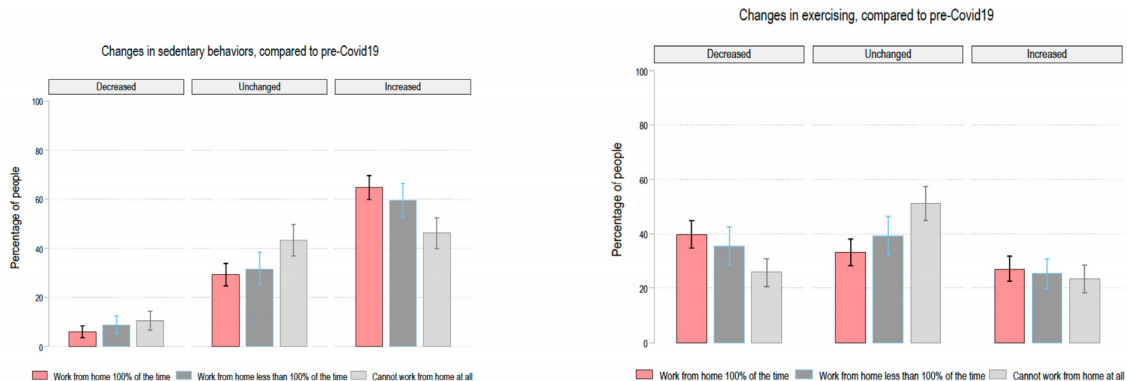 Changes in sedentary behaviors, compared to pre-Covid19
Decreased Unchanged Increased
Percentage of people
100
80
60
40
20
0
Work from home 100% of the time Work from home less than 100% of the time Cannot work from home at all
Changes in exercising, compared to pre-Covid19
Decreased Unchanged Increased
Percentage of people
100
80
60
40
20
0
Work from home 100% of the time Work from home less than 100% of the time Cannot work from home at all